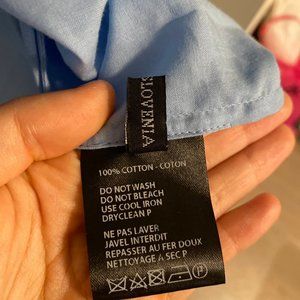 SLOVENIA
100% COTTON - COTON
DO NOT WASH
DO NOT BLEACH
USE COOL IRON
DRYCLEAN P
NE PAS LAVER
JAVEL INTERDIT
REPASSER AU FER DOUX
NETTOYAGE A SEC P